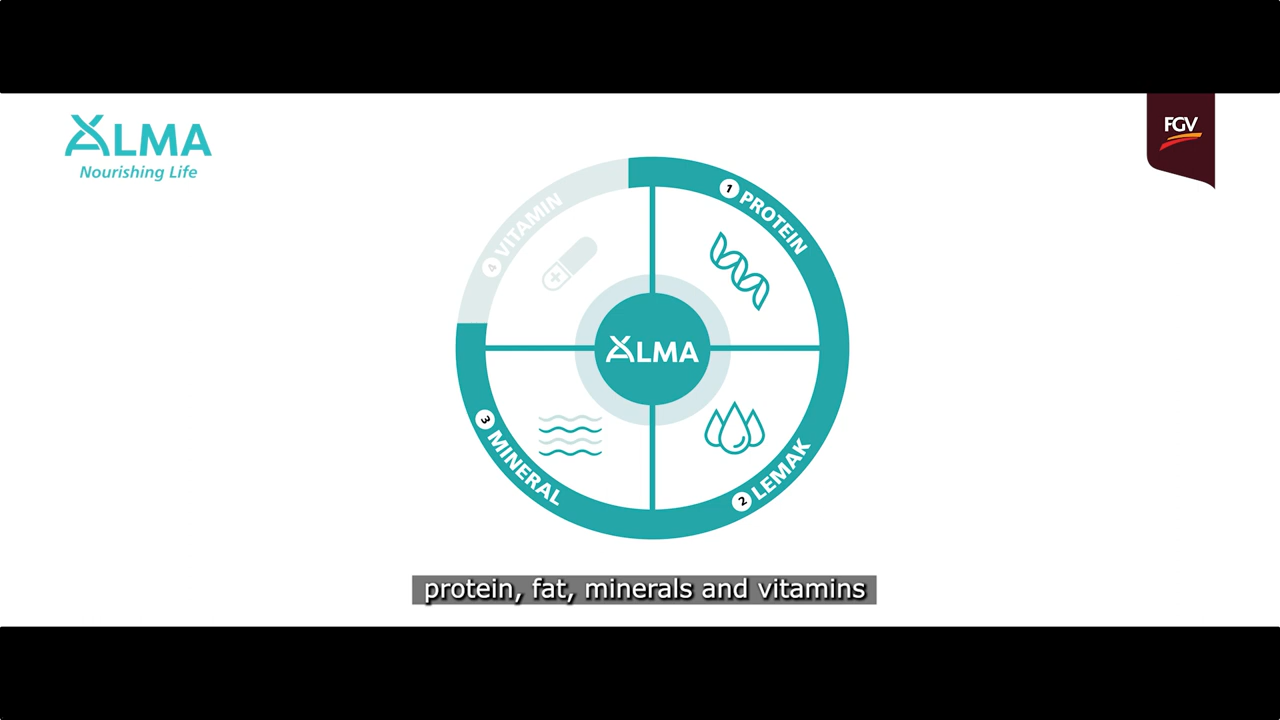 ALMA
Nourishing Life
FGV
1 PROTEIN
2 LEMAK
3 MINERAL
4 VITAMIN
ALMA
protein, fat, minerals and vitamins